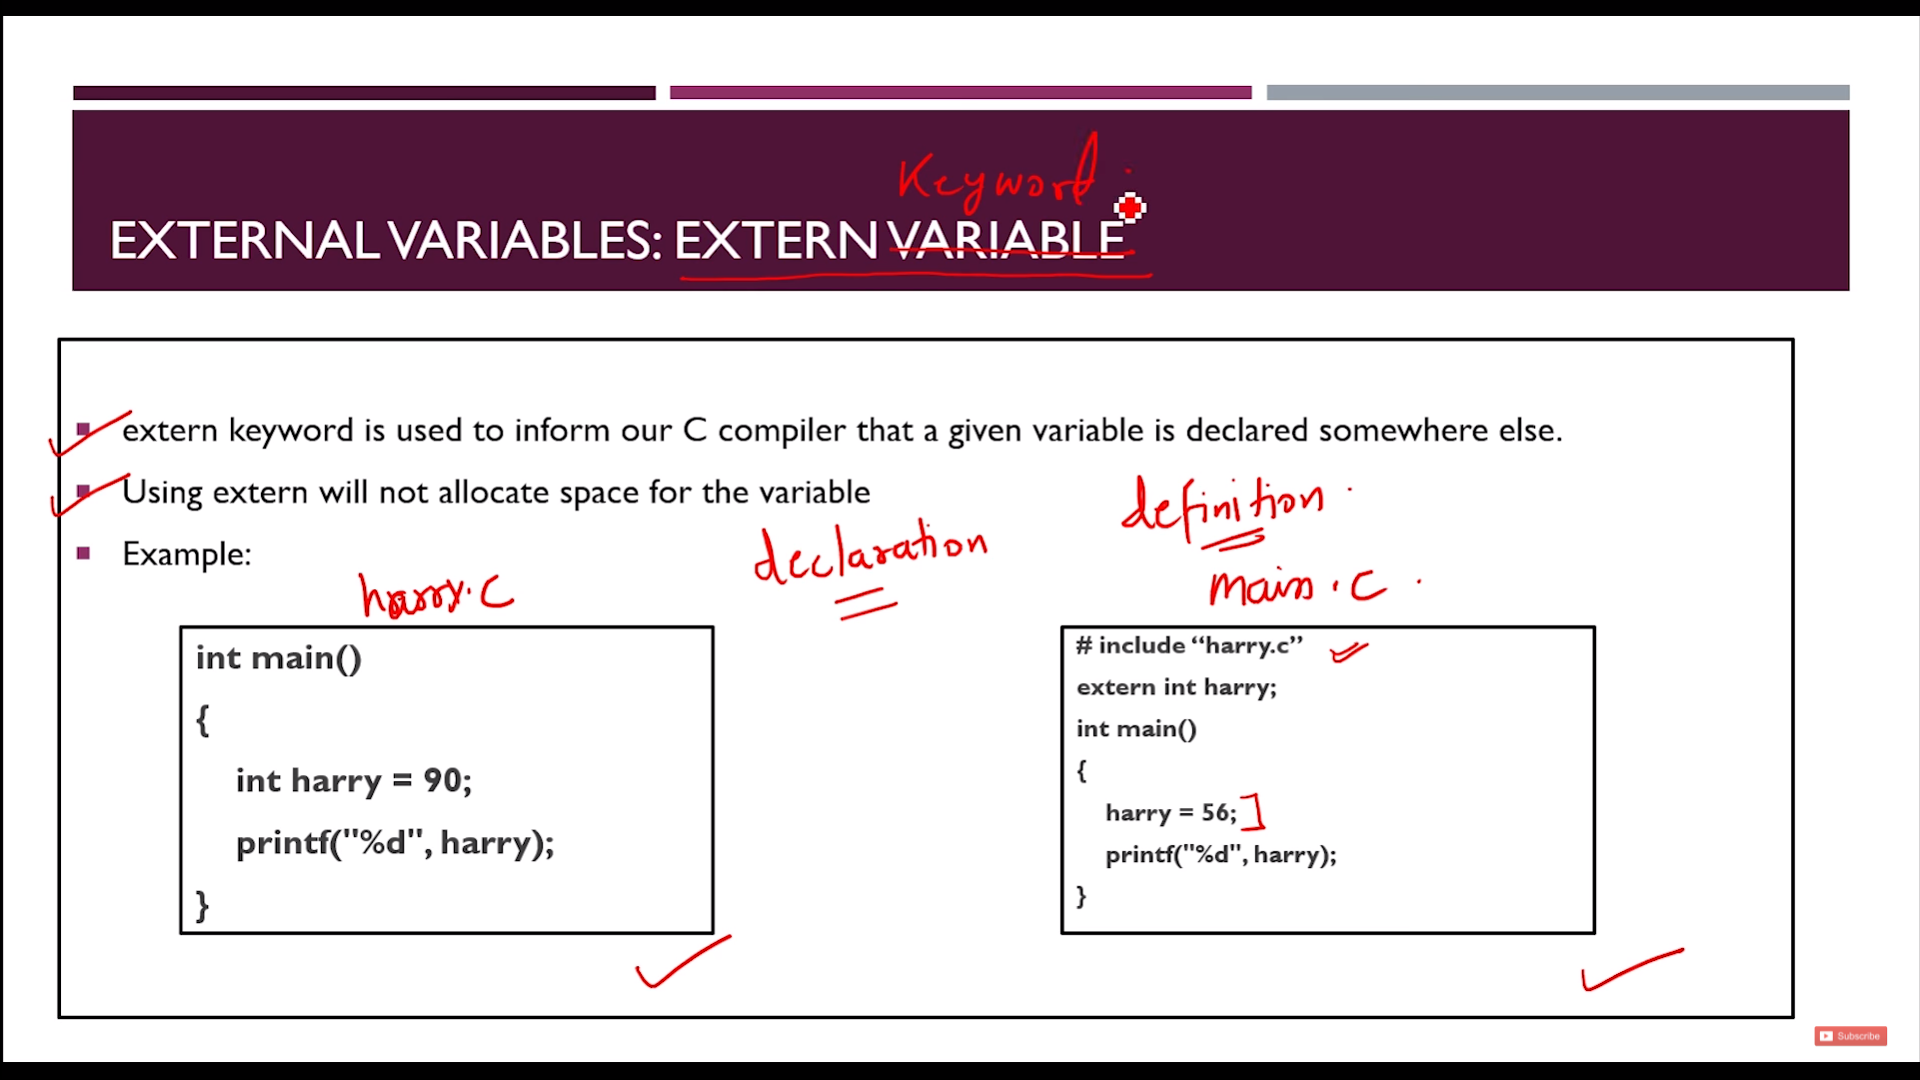 Keyword
EXTERNAL VARIABLES: EXTERN VARIABLE
extern keyword is used to inform our C compiler that a given variable is declared somewhere else.
Using extern will not allocate space for the variable
definition
Example:
declaration
harry.c
main.c
int main()
{
int harry = 90;
printf("%d", harry);
}
# include “harry.c”
extern int harry;
int main()
{
harry = 56;]
printf("%d", harry);
}
Subscribe